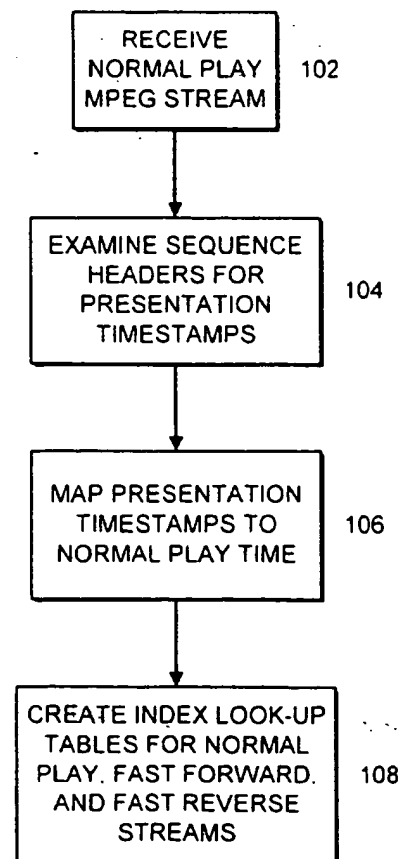 RECEIVE
NORMAL PLAY
MPEG STREAM
102
EXAMINE SEQUENCE
HEADERS FOR
PRESENTATION
TIMESTAMPS
104
MAP PRESENTATION
TIMESTAMPS TO
NORMAL PLAY TIME
106
CREATE INDEX LOOK-UP
TABLES FOR NORMAL
PLAY. FAST FORWARD.
AND FAST REVERSE
STREAMS
108